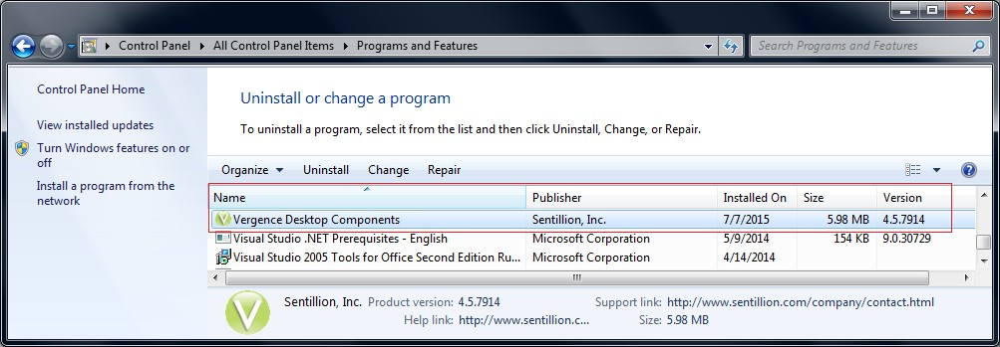 Control Panel All Control Panel Items Programs and Features Search Programs and Features
Control Panel Home
View installed updates
Turn Windows features on or
off
Install a program from the
network
Uninstall or change a program
To uninstall a program, select it from the list and then click Uninstall, Change, or Repair.
Organize Uninstall Change Repair
Name Publisher Installed On Size Version
Vergence Desktop Components Sentillion, Inc. 7/7/2015 5.98 MB 4.5.7914
Visual Studio .NET Prerequisites - English Microsoft Corporation 5/9/2014 154 KB 9.0.30729
Visual Studio 2005 Tools for Office Second Edition Ru... Microsoft Corporation 4/14/2014
Sentillion, Inc. Product version: 4.5.7914 Support link: http://www.sentillion.com/company/contact.html
Help link: http://www.sentillion.c... Size: 5.98 MB